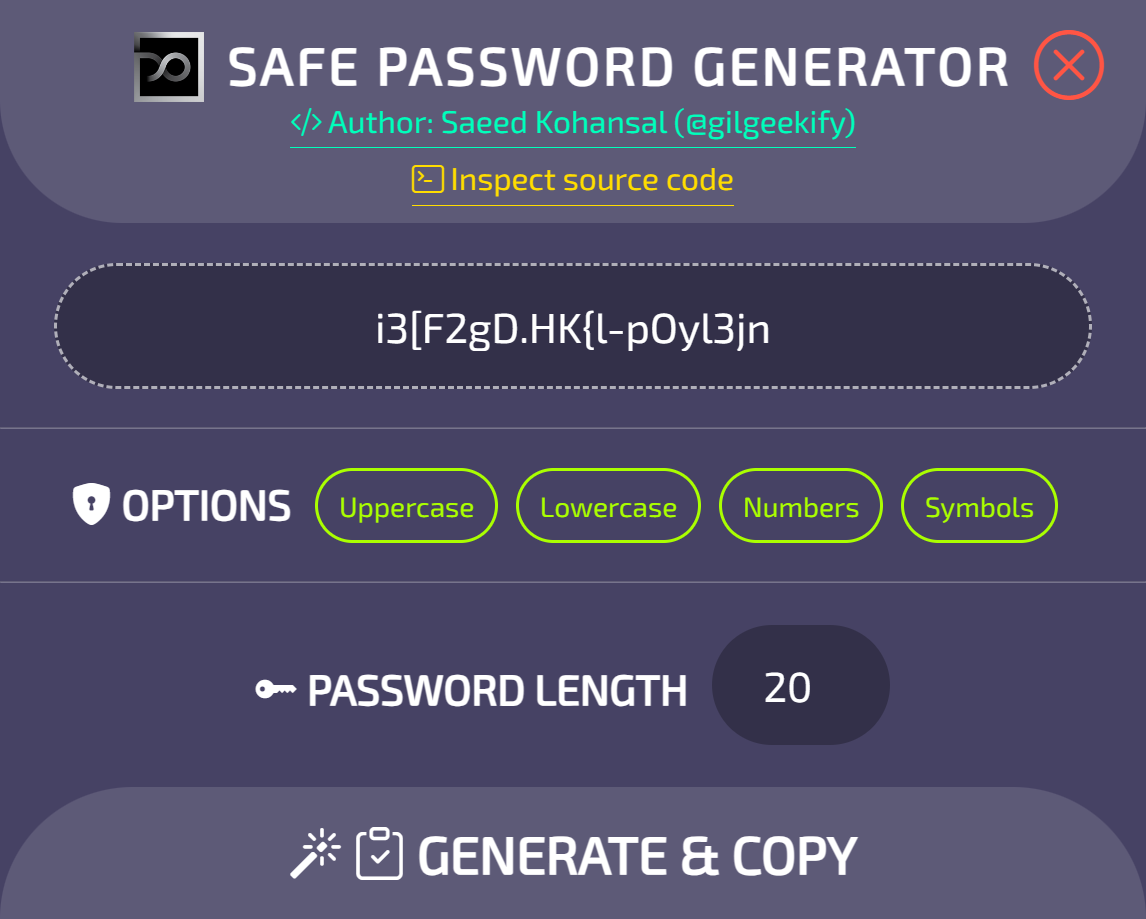 SAFE PASSWORD GENERATOR
</> Author: Saeed Kohansal (@gilgeekify)
Inspect source code
i3[F2gD.HK{l-pOyl3jn
OPTIONS Uppercase Lowercase Numbers Symbols
PASSWORD LENGTH 20
GENERATE & COPY